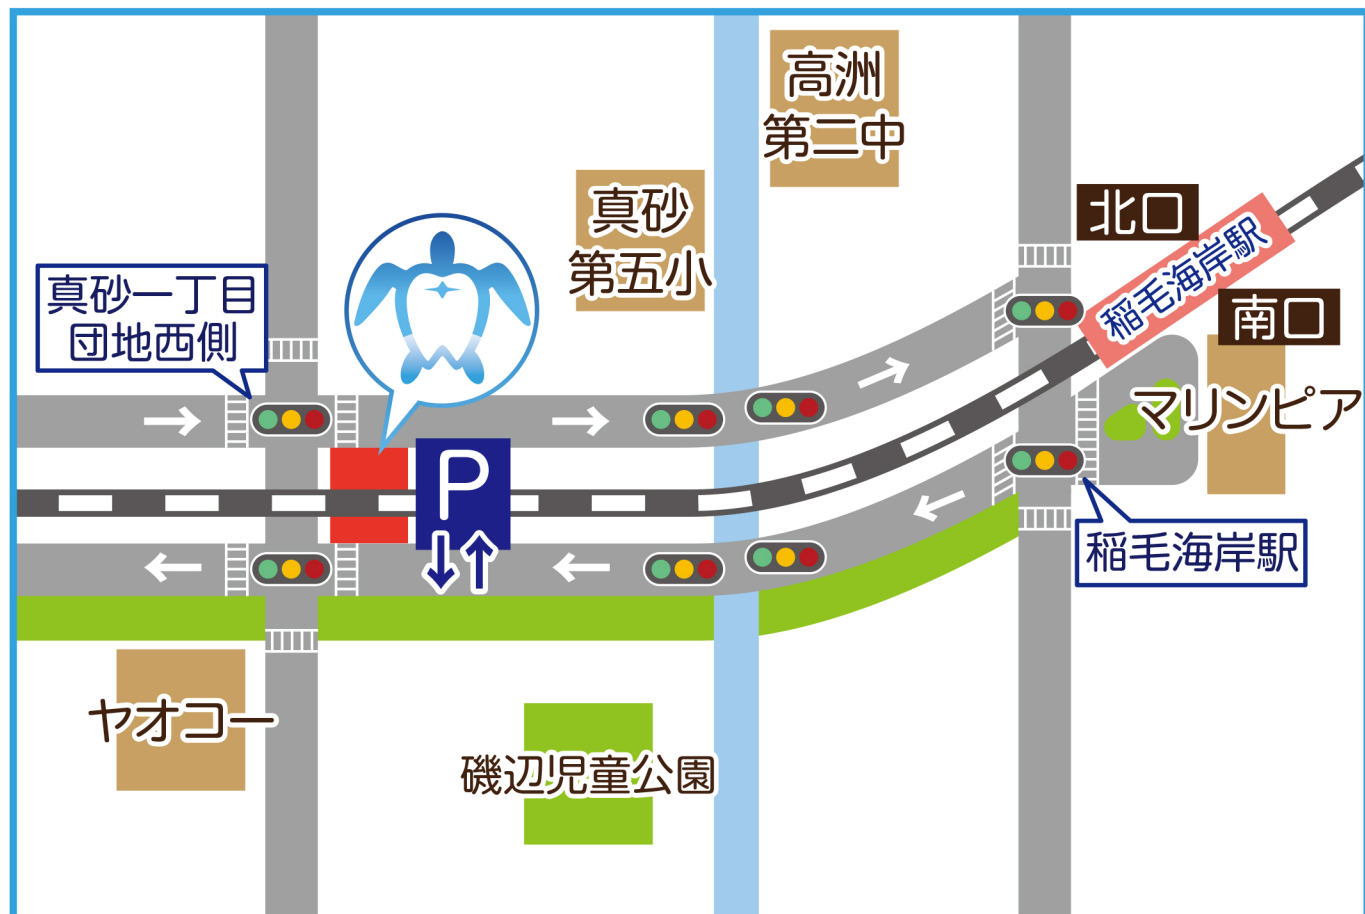 高洲
第二中
真砂
第五小
北口
稲毛海岸駅
南口
真砂一丁目
団地西側
マリンピア
P
稲毛海岸駅
ヤオコー
磯辺児童公園